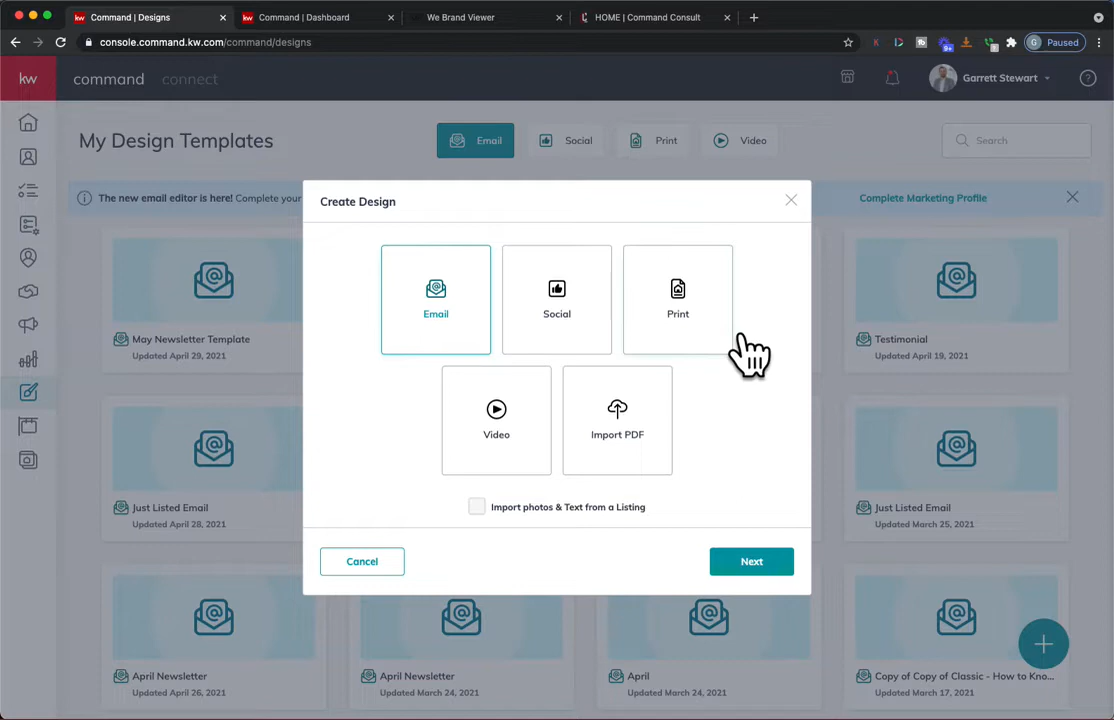 Command | Designs
Command | Dashboard
We Brand Viewer
HOME | Command Consult
console.command.kw.com/command/designs
9+
G Paused
kw
command
connect
Garrett Stewart
My Design Templates
Email
Social
Print
Video
Search
The new email editor is here! Complete your
Complete Marketing Profile
Create Design
Email
Social
Print
Video
Import PDF
Import photos & Text from a Listing
Cancel
Next
May Newsletter Template
Updated April 29, 2021
Testimonial
Updated April 19, 2021
Just Listed Email
Updated April 28, 2021
Just Listed Email
Updated March 25, 2021
April Newsletter
Updated April 26, 2021
April Newsletter
Updated March 24, 2021
April
Updated March 24, 2021
Copy of Copy of Classic - How to Kno...
Updated March 17, 2021